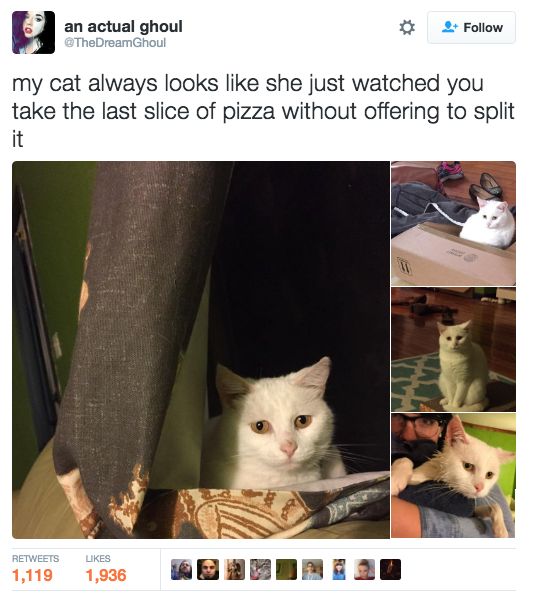 an actual ghoul
@TheDreamGhoul
Follow
my cat always looks like she just watched you
take the last slice of pizza without offering to split
it
RETWEETS
LIKES
1,119
1,936